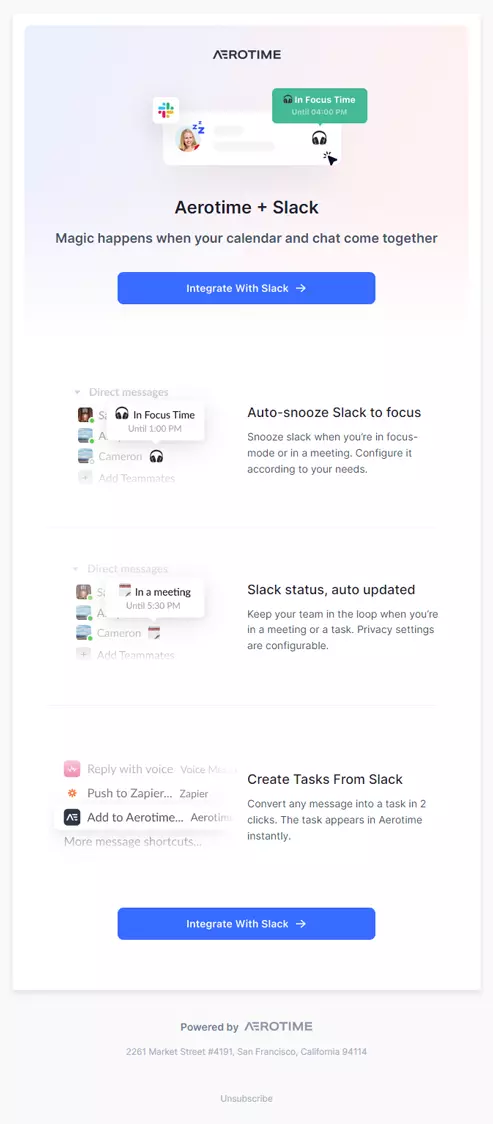 AEROTIME
In Focus Time
Until 04:00 PM
Aerotime + Slack
Magic happens when your calendar and chat come together
Integrate With Slack →
Direct messages
In Focus Time
Until 1:00 PM
Cameron
Add Teammates
Auto-snooze Slack to focus
Snooze slack when you're in focus-
mode or in a meeting. Configure it
according to your needs.
Direct messages
In a meeting
Until 5:30 PM
Cameron
Add Teammates
Slack status, auto updated
Keep your team in the loop when you're
in a meeting or a task. Privacy settings
are configurable.
Reply with voice Voice
Push to Zapier... Zapier
Add to Aerotime... Aerotime
More message shortcuts...
Create Tasks From Slack
Convert any message into a task in 2
clicks. The task appears in Aerotime
instantly.
Integrate With Slack →
Powered by AEROTIME
2261 Market Street #4191, San Francisco, California 94114
Unsubscribe